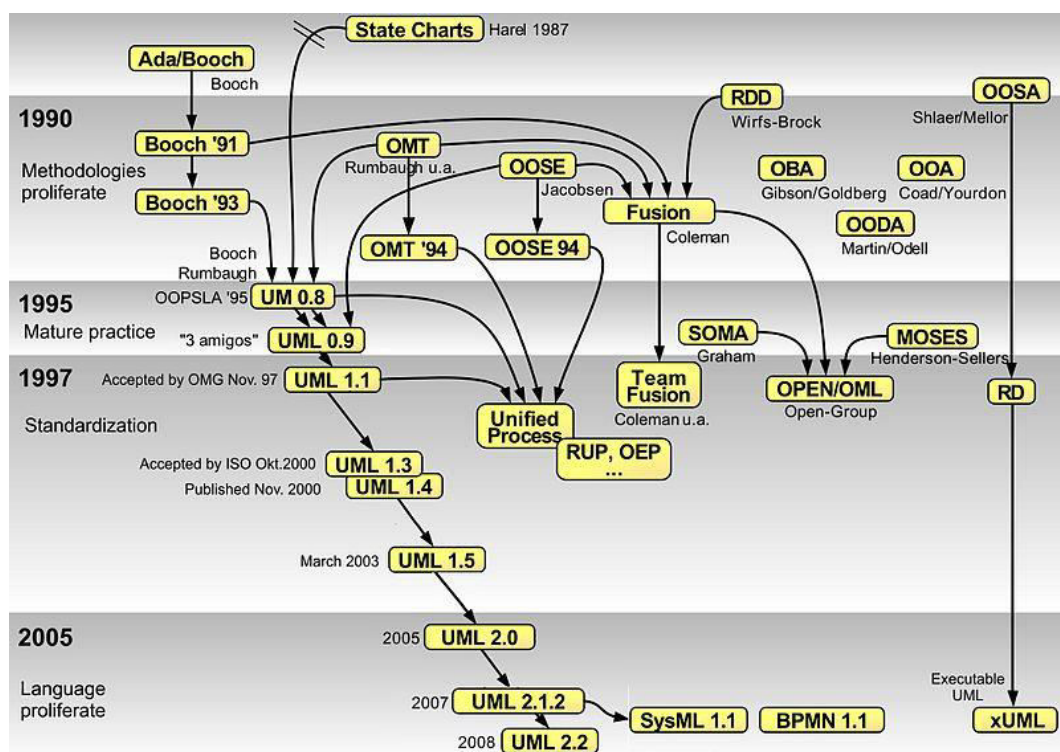 State Charts
Harel 1987
Ada/Booch
Booch
OOSA
Shlaer/Mellor
1990
Methodologies
proliferate
RDD
Wirfs-Brock
Booch '91
OMT
Rumbaugh u.a.
OOSE
Jacobsen
OBA
Gibson/Goldberg
OOA
Coad/Yourdon
Booch '93
Fusion
Coleman
OODA
Martin/Odell
OMT '94
OOSE 94
Booch
Rumbaugh
OOPSLA '95
UM 0.8
1995
Mature practice
"3 amigos"
UML 0.9
SOMA
Graham
MOSES
Henderson-Sellers
1997
Standardization
Accepted by OMG Nov. 97
UML 1.1
Team
Fusion
Coleman u.a.
OPEN/OML
Open-Group
RD
Unified
Process
RUP, OEP
...
Accepted by ISO Okt.2000
UML 1.3
Published Nov. 2000
UML 1.4
March 2003
UML 1.5
2005
Language
proliferate
2005
UML 2.0
2007
UML 2.1.2
SysML 1.1
BPMN 1.1
Executable
UML
xUML
2008
UML 2.2